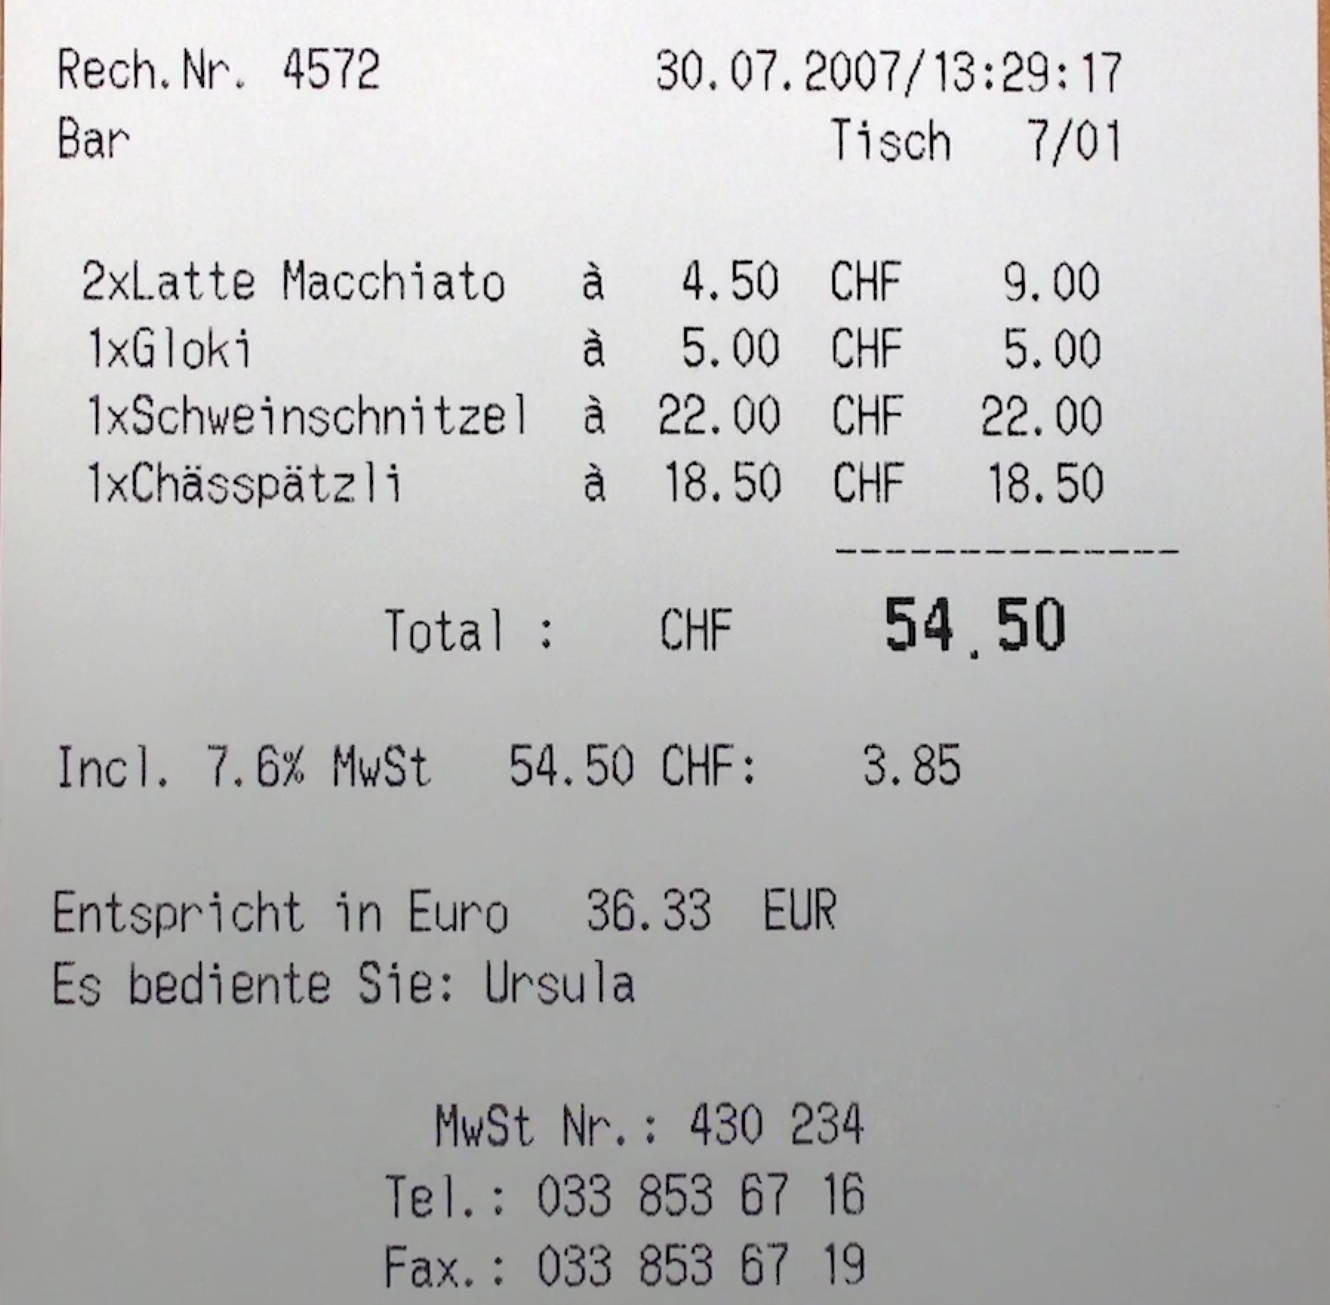 Rech.Nr. 4572 30.07.2007/13:29:17
Bar Tisch 7/01
2xLatte Macchiato à 4.50 CHF 9.00
1xGloki à 5.00 CHF 5.00
1xSchweinschnitzel à 22.00 CHF 22.00
1xChässpätzli à 18.50 CHF 18.50
--------------
Total : CHF 54.50
Incl. 7.6% MwSt 54.50 CHF: 3.85
Entspricht in Euro 36.33 EUR
Es bediente Sie: Ursula
MwSt Nr.: 430 234
Tel.: 033 853 67 16
Fax.: 033 853 67 19